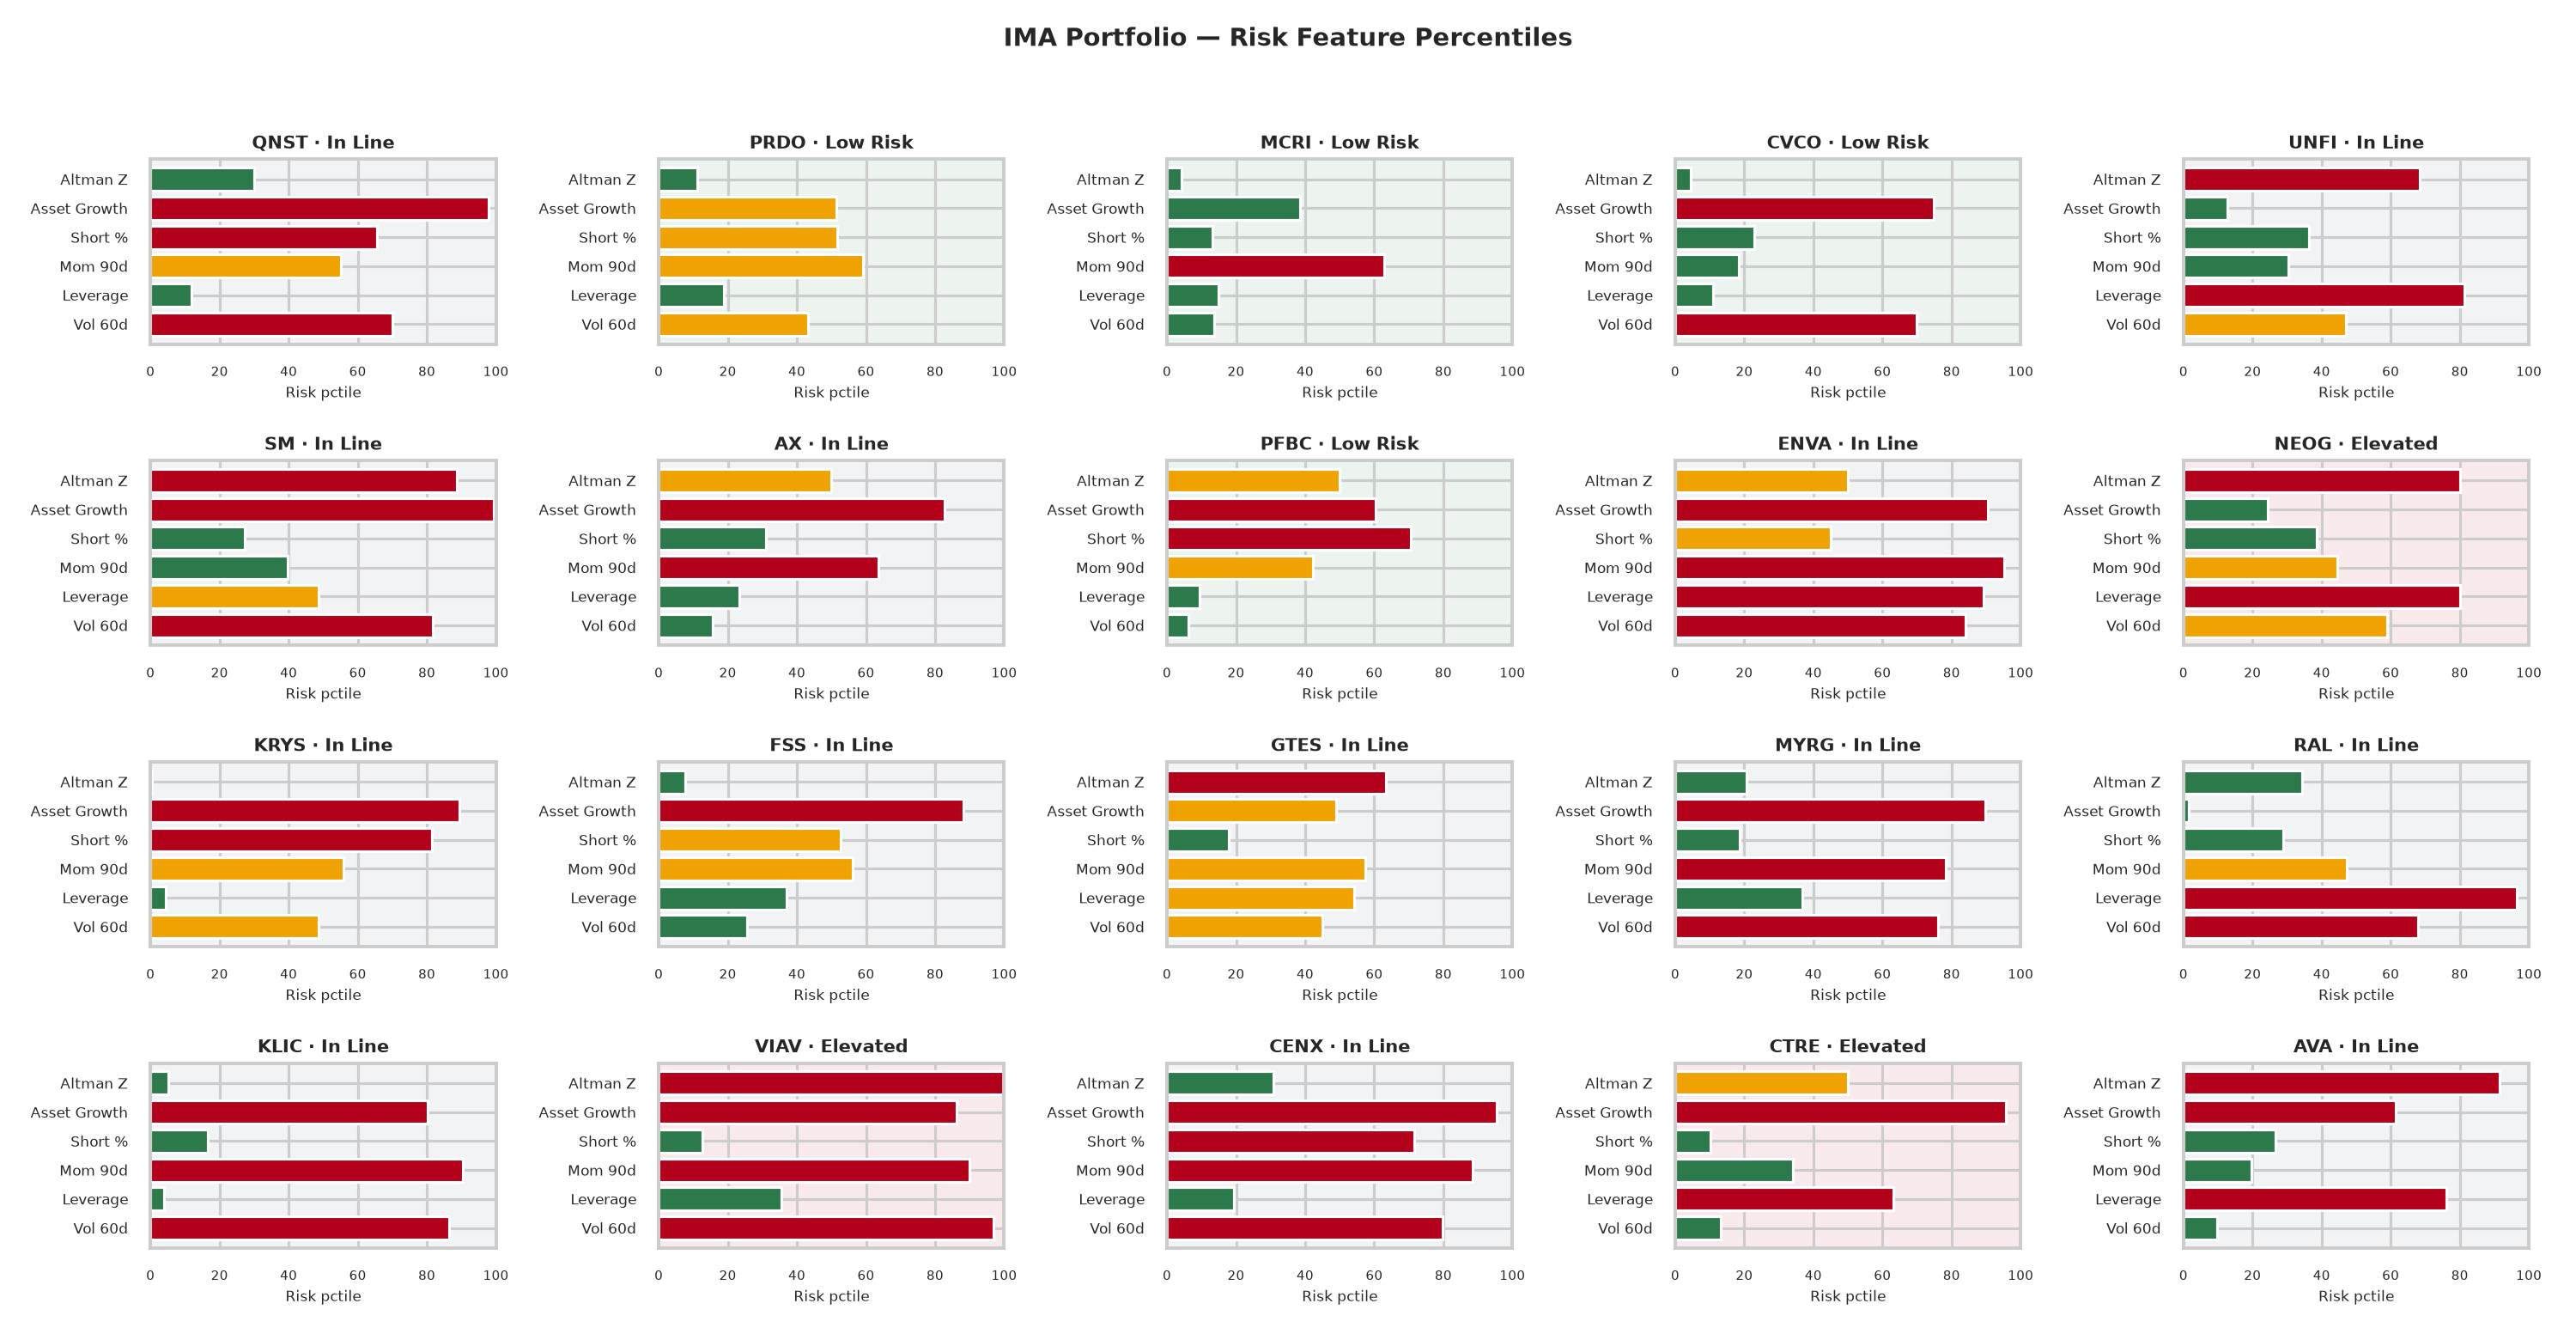 IMA Portfolio — Risk Feature Percentiles
QNST · In Line
Altman Z
Asset Growth
Short %
Mom 90d
Leverage
Vol 60d
0 20 40 60 80 100
Risk pctile
PRDO · Low Risk
Altman Z
Asset Growth
Short %
Mom 90d
Leverage
Vol 60d
0 20 40 60 80 100
Risk pctile
MCRI · Low Risk
Altman Z
Asset Growth
Short %
Mom 90d
Leverage
Vol 60d
0 20 40 60 80 100
Risk pctile
CVCO · Low Risk
Altman Z
Asset Growth
Short %
Mom 90d
Leverage
Vol 60d
0 20 40 60 80 100
Risk pctile
UNFI · In Line
Altman Z
Asset Growth
Short %
Mom 90d
Leverage
Vol 60d
0 20 40 60 80 100
Risk pctile
SM · In Line
Altman Z
Asset Growth
Short %
Mom 90d
Leverage
Vol 60d
0 20 40 60 80 100
Risk pctile
AX · In Line
Altman Z
Asset Growth
Short %
Mom 90d
Leverage
Vol 60d
0 20 40 60 80 100
Risk pctile
PFBC · Low Risk
Altman Z
Asset Growth
Short %
Mom 90d
Leverage
Vol 60d
0 20 40 60 80 100
Risk pctile
ENVA · In Line
Altman Z
Asset Growth
Short %
Mom 90d
Leverage
Vol 60d
0 20 40 60 80 100
Risk pctile
NEOG · Elevated
Altman Z
Asset Growth
Short %
Mom 90d
Leverage
Vol 60d
0 20 40 60 80 100
Risk pctile
KRYS · In Line
Altman Z
Asset Growth
Short %
Mom 90d
Leverage
Vol 60d
0 20 40 60 80 100
Risk pctile
FSS · In Line
Altman Z
Asset Growth
Short %
Mom 90d
Leverage
Vol 60d
0 20 40 60 80 100
Risk pctile
GTES · In Line
Altman Z
Asset Growth
Short %
Mom 90d
Leverage
Vol 60d
0 20 40 60 80 100
Risk pctile
MYRG · In Line
Altman Z
Asset Growth
Short %
Mom 90d
Leverage
Vol 60d
0 20 40 60 80 100
Risk pctile
RAL · In Line
Altman Z
Asset Growth
Short %
Mom 90d
Leverage
Vol 60d
0 20 40 60 80 100
Risk pctile
KLIC · In Line
Altman Z
Asset Growth
Short %
Mom 90d
Leverage
Vol 60d
0 20 40 60 80 100
Risk pctile
VIAV · Elevated
Altman Z
Asset Growth
Short %
Mom 90d
Leverage
Vol 60d
0 20 40 60 80 100
Risk pctile
CENX · In Line
Altman Z
Asset Growth
Short %
Mom 90d
Leverage
Vol 60d
0 20 40 60 80 100
Risk pctile
CTRE · Elevated
Altman Z
Asset Growth
Short %
Mom 90d
Leverage
Vol 60d
0 20 40 60 80 100
Risk pctile
AVA · In Line
Altman Z
Asset Growth
Short %
Mom 90d
Leverage
Vol 60d
0 20 40 60 80 100
Risk pctile